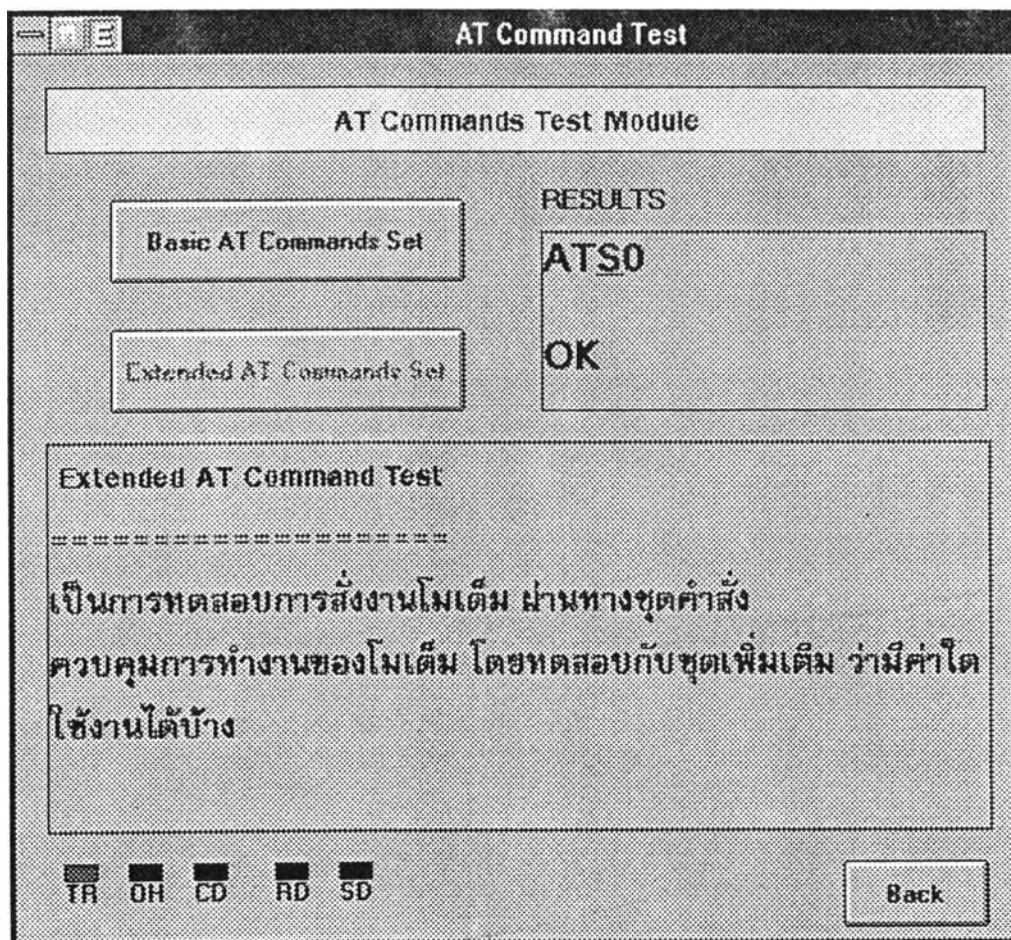 AT Command Test
AT Commands Test Module
Basic AT Commands Set
Extended AT Commands Set
RESULTS
ATS0
OK
Extended AT Command Test
====================
เป็นการทดสอบการสั่งงานโมเด็ม ผ่านทางชุดคำสั่ง
ควบคุมการทำงานของโมเด็ม โดยทดสอบกับชุดเพิ่มเติม ว่ามีค่าใด
ใช้งานได้บ้าง
TR OH CD RD SD
Back